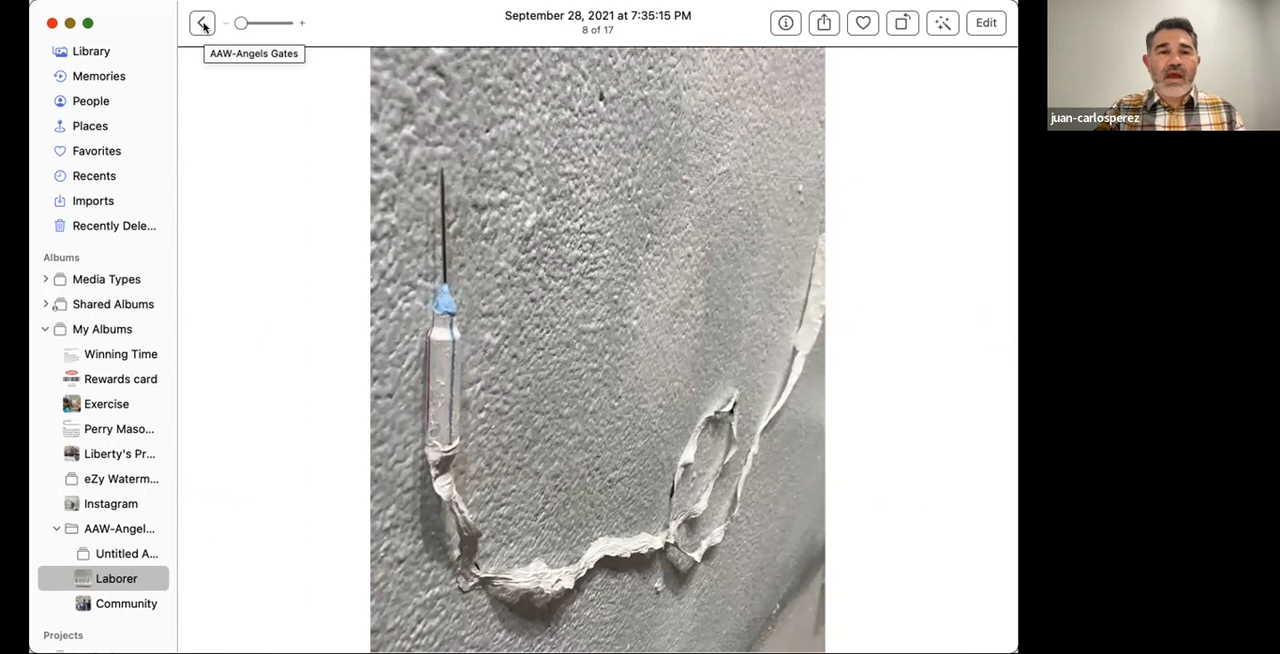 September 28, 2021 at 7:35:15 PM
8 of 17
Edit
AAW-Angels Gates
Library
Memories
People
Places
Favorites
Recents
Imports
Recently Dele...
Albums
Media Types
Shared Albums
My Albums
Winning Time
Rewards card
Exercise
Perry Maso...
Liberty's Pr...
eZy Waterm...
Instagram
AAW-Angel...
Untitled A...
Laborer
Community
Projects
juan-carlosperez